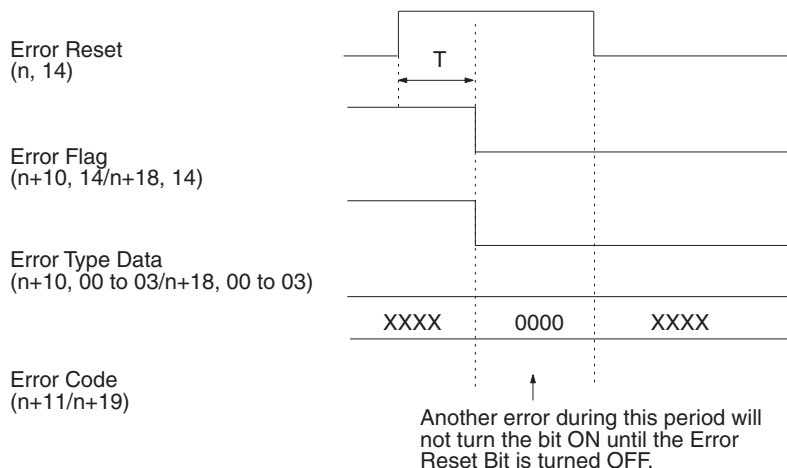 Error Reset
(n, 14)
T
Error Flag
(n+10, 14/n+18, 14)
Error Type Data
(n+10, 00 to 03/n+18, 00 to 03)
XXXX 0000 XXXX
Error Code
(n+11/n+19)
Another error during this period will
not turn the bit ON until the Error
Reset Bit is turned OFF.